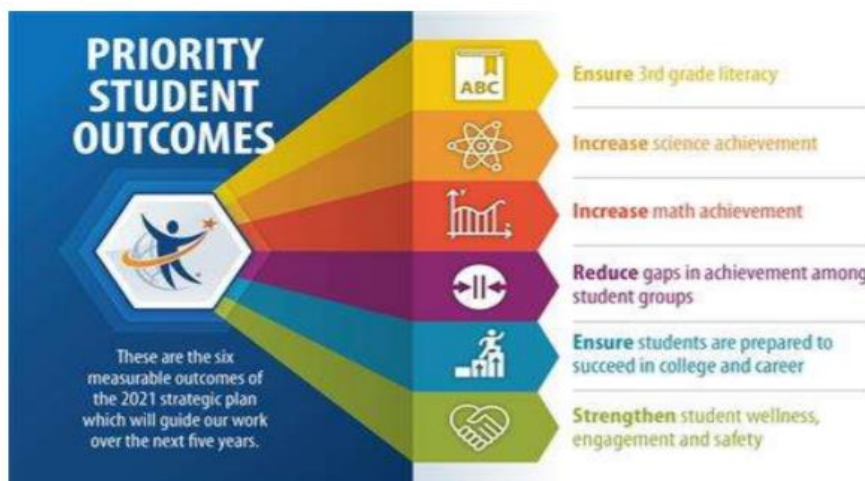 PRIORITY
STUDENT
OUTCOMES
These are the six
measurable outcomes of
the 2021 strategic plan
which will guide our work
over the next five years.
ABC
Ensure 3rd grade literacy
Increase science achievement
Increase math achievement
Reduce gaps in achievement among
student groups
Ensure students are prepared to
succeed in college and career
Strengthen student wellness,
engagement and safety